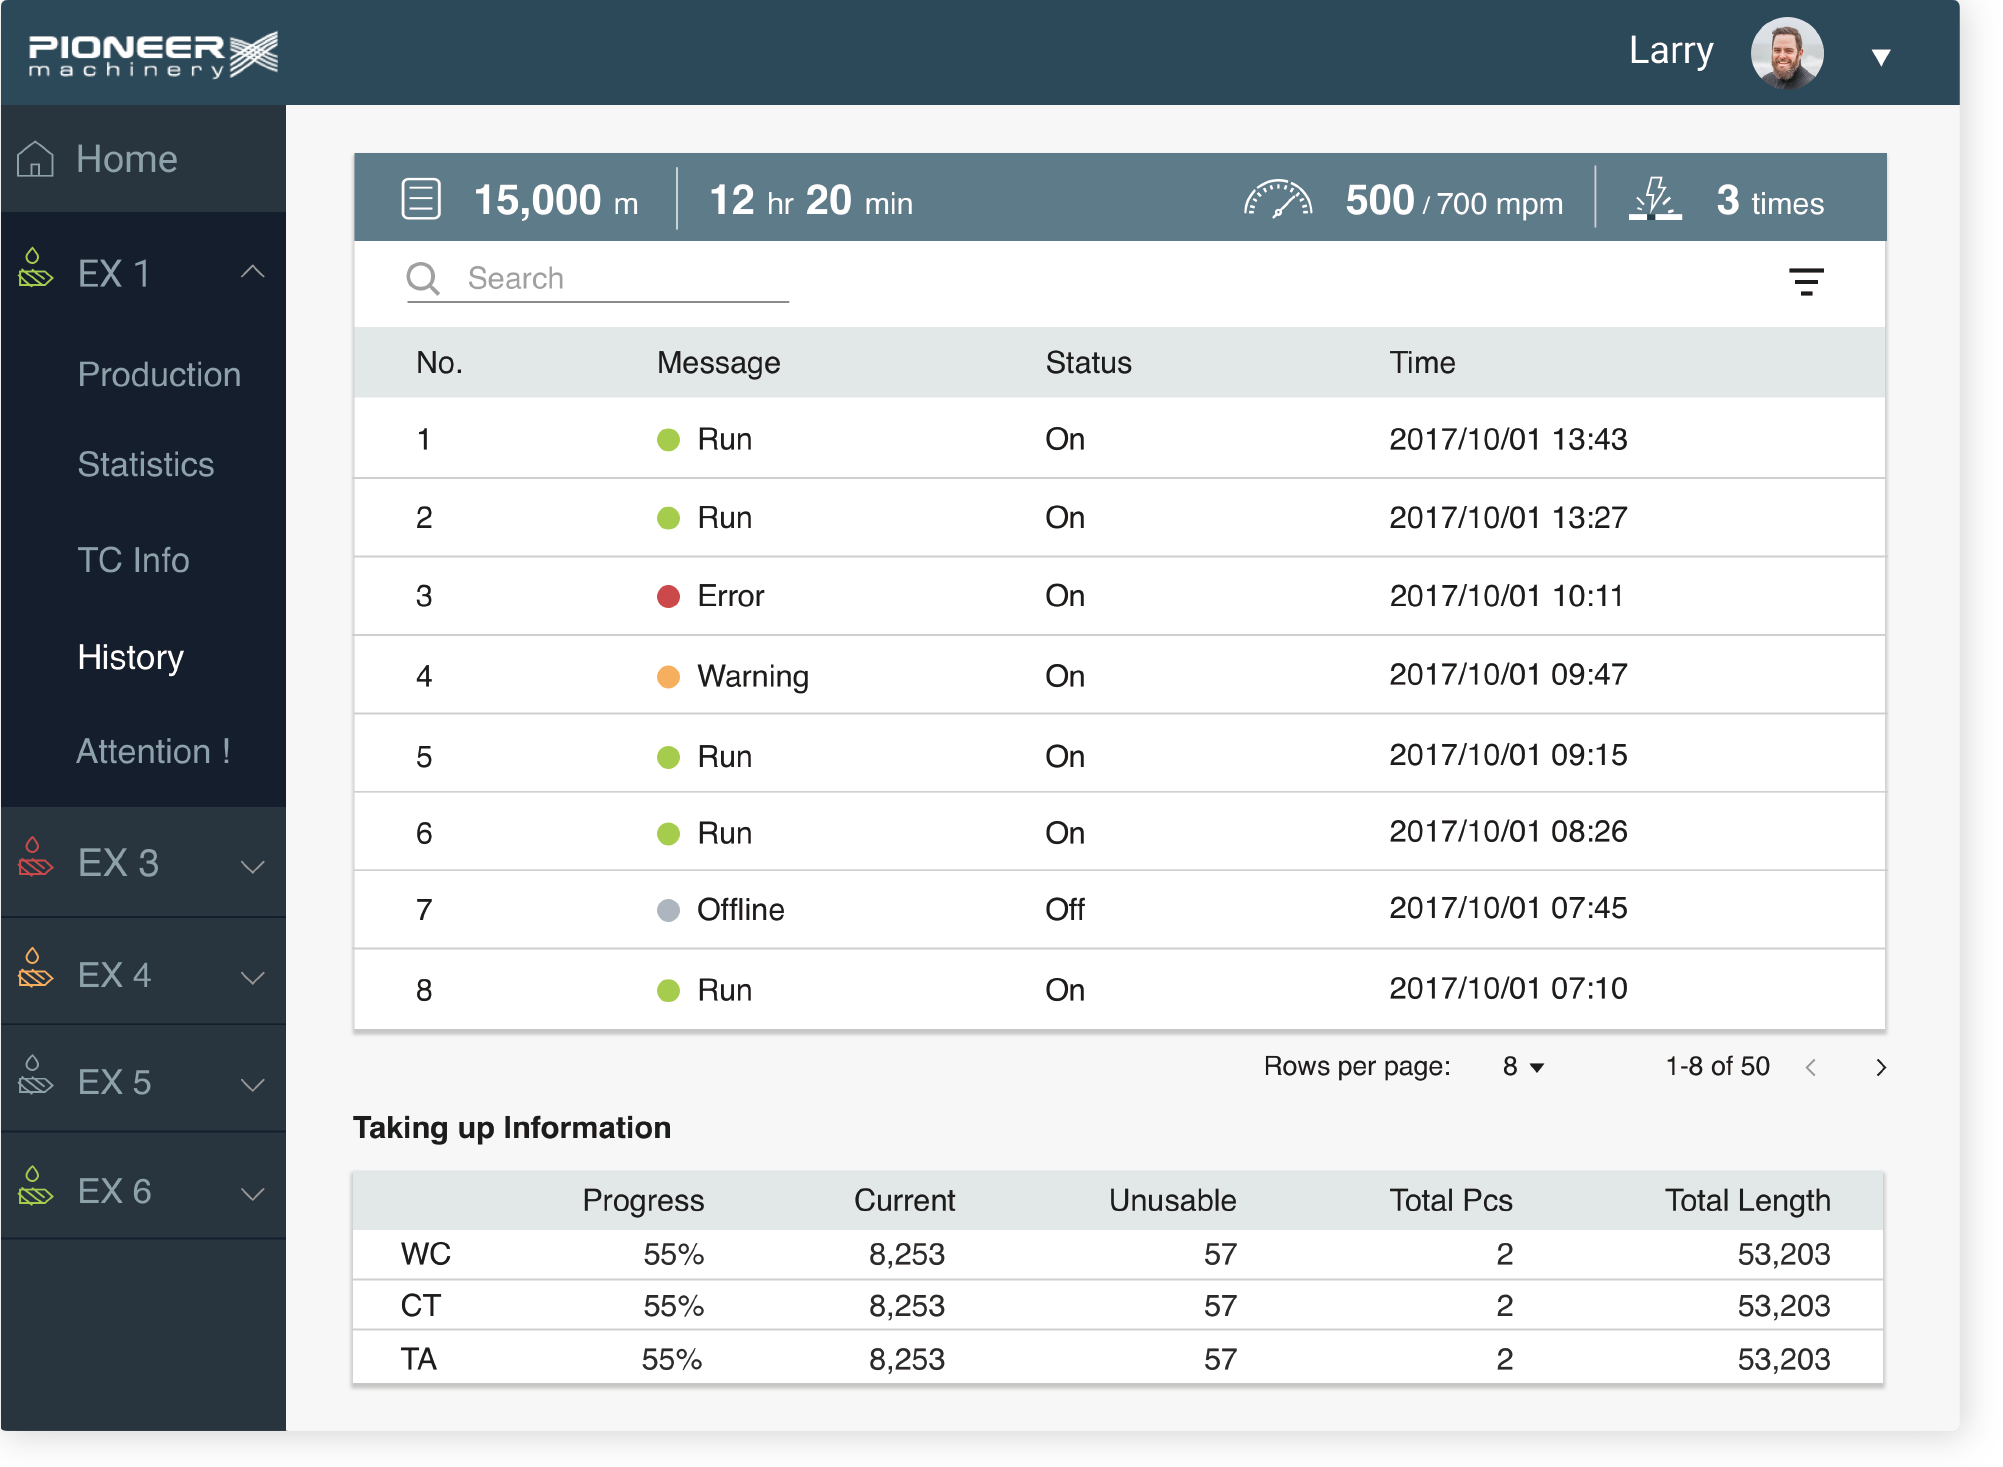 PIONEER
machinery
Larry
Home
EX 1
Production
Statistics
TC Info
History
Attention !
EX 3
EX 4
EX 5
EX 6
15,000 m 12 hr 20 min 500 / 700 mpm 3 times
Search
No. Message Status Time
1 Run On 2017/10/01 13:43
2 Run On 2017/10/01 13:27
3 Error On 2017/10/01 10:11
4 Warning On 2017/10/01 09:47
5 Run On 2017/10/01 09:15
6 Run On 2017/10/01 08:26
7 Offline Off 2017/10/01 07:45
8 Run On 2017/10/01 07:10
Rows per page: 8 1-8 of 50
Taking up Information
Progress Current Unusable Total Pcs Total Length
WC 55% 8,253 57 2 53,203
CT 55% 8,253 57 2 53,203
TA 55% 8,253 57 2 53,203